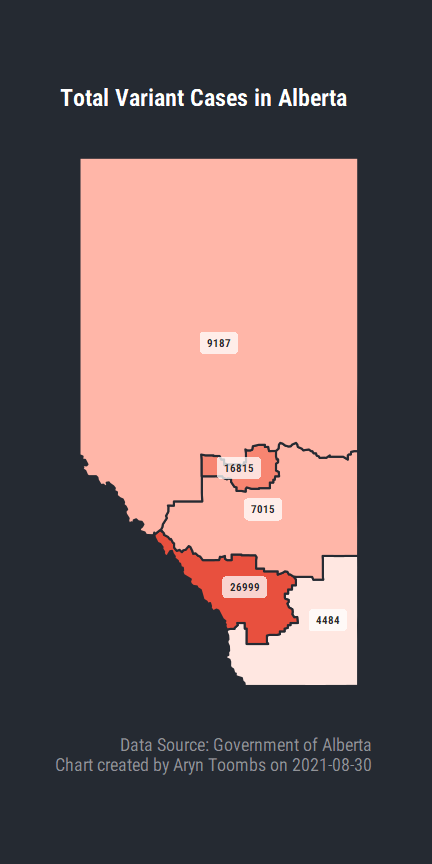 Total Variant Cases in Alberta
9187
16815
7015
26999
4484
Data Source: Government of Alberta
Chart created by Aryn Toombs on 2021-08-30